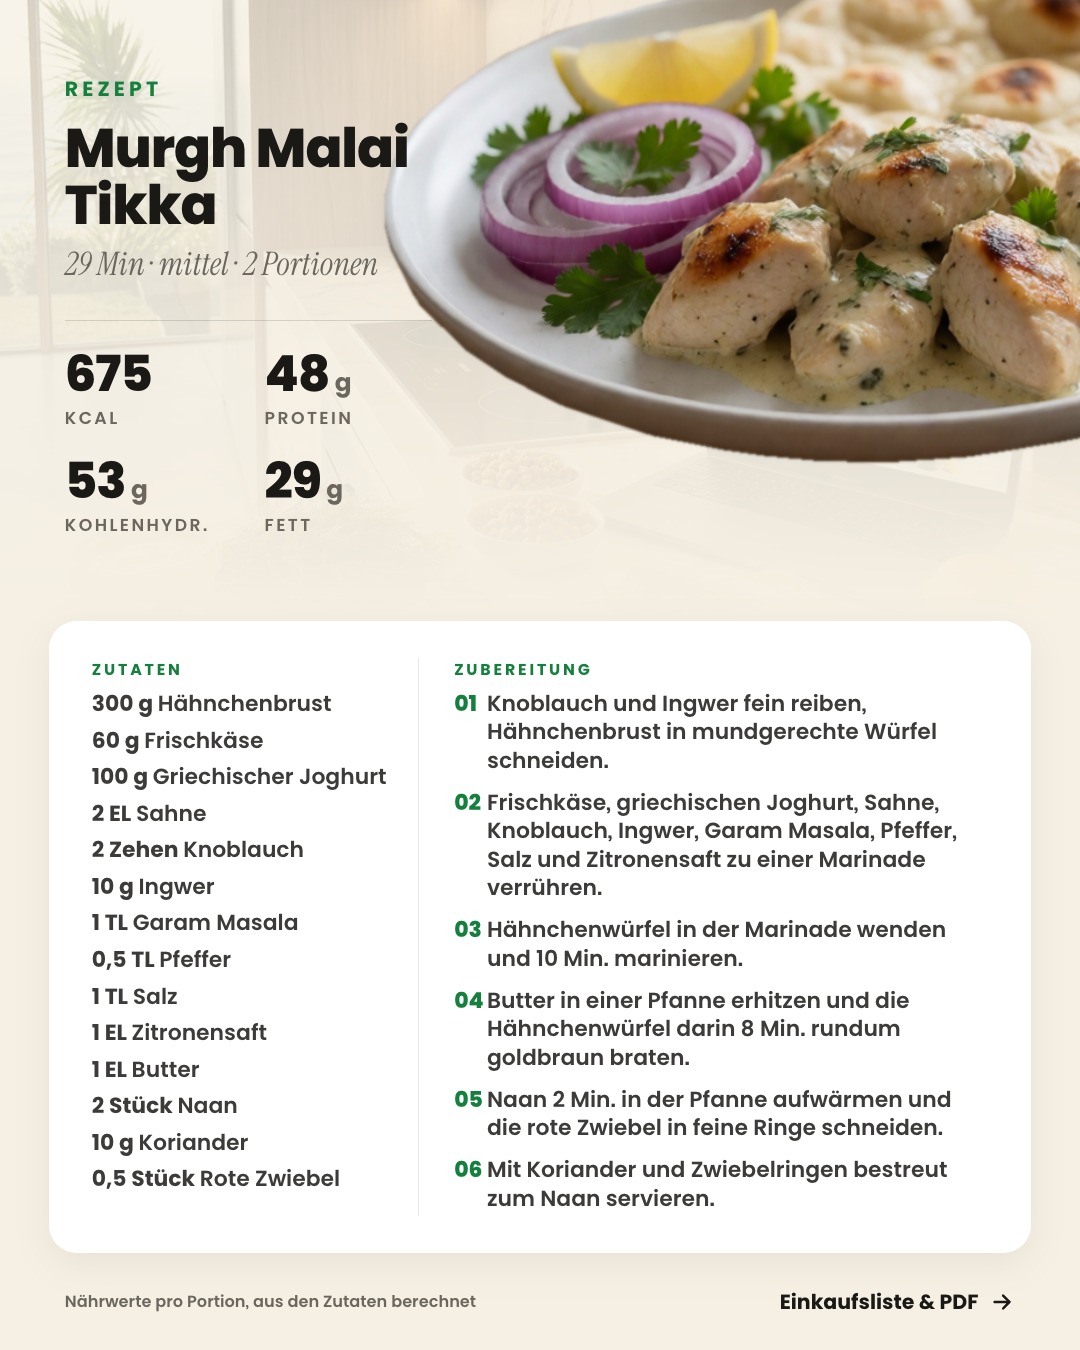 REZEPT
Murgh Malai
Tikka
29 Min · mittel · 2 Portionen
675
KCAL
48 g
PROTEIN
53 g
KOHLENHYDR.
29 g
FETT
ZUTATEN
300 g Hähnchenbrust
60 g Frischkäse
100 g Griechischer Joghurt
2 EL Sahne
2 Zehen Knoblauch
10 g Ingwer
1 TL Garam Masala
0,5 TL Pfeffer
1 TL Salz
1 EL Zitronensaft
1 EL Butter
2 Stück Naan
10 g Koriander
0,5 Stück Rote Zwiebel
ZUBEREITUNG
01 Knoblauch und Ingwer fein reiben,
Hähnchenbrust in mundgerechte Würfel
schneiden.
02 Frischkäse, griechischen Joghurt, Sahne,
Knoblauch, Ingwer, Garam Masala, Pfeffer,
Salz und Zitronensaft zu einer Marinade
verrühren.
03 Hähnchenwürfel in der Marinade wenden
und 10 Min. marinieren.
04 Butter in einer Pfanne erhitzen und die
Hähnchenwürfel darin 8 Min. rundum
goldbraun braten.
05 Naan 2 Min. in der Pfanne aufwärmen und
die rote Zwiebel in feine Ringe schneiden.
06 Mit Koriander und Zwiebelringen bestreut
zum Naan servieren.
Nährwerte pro Portion, aus den Zutaten berechnet
Einkaufsliste & PDF →